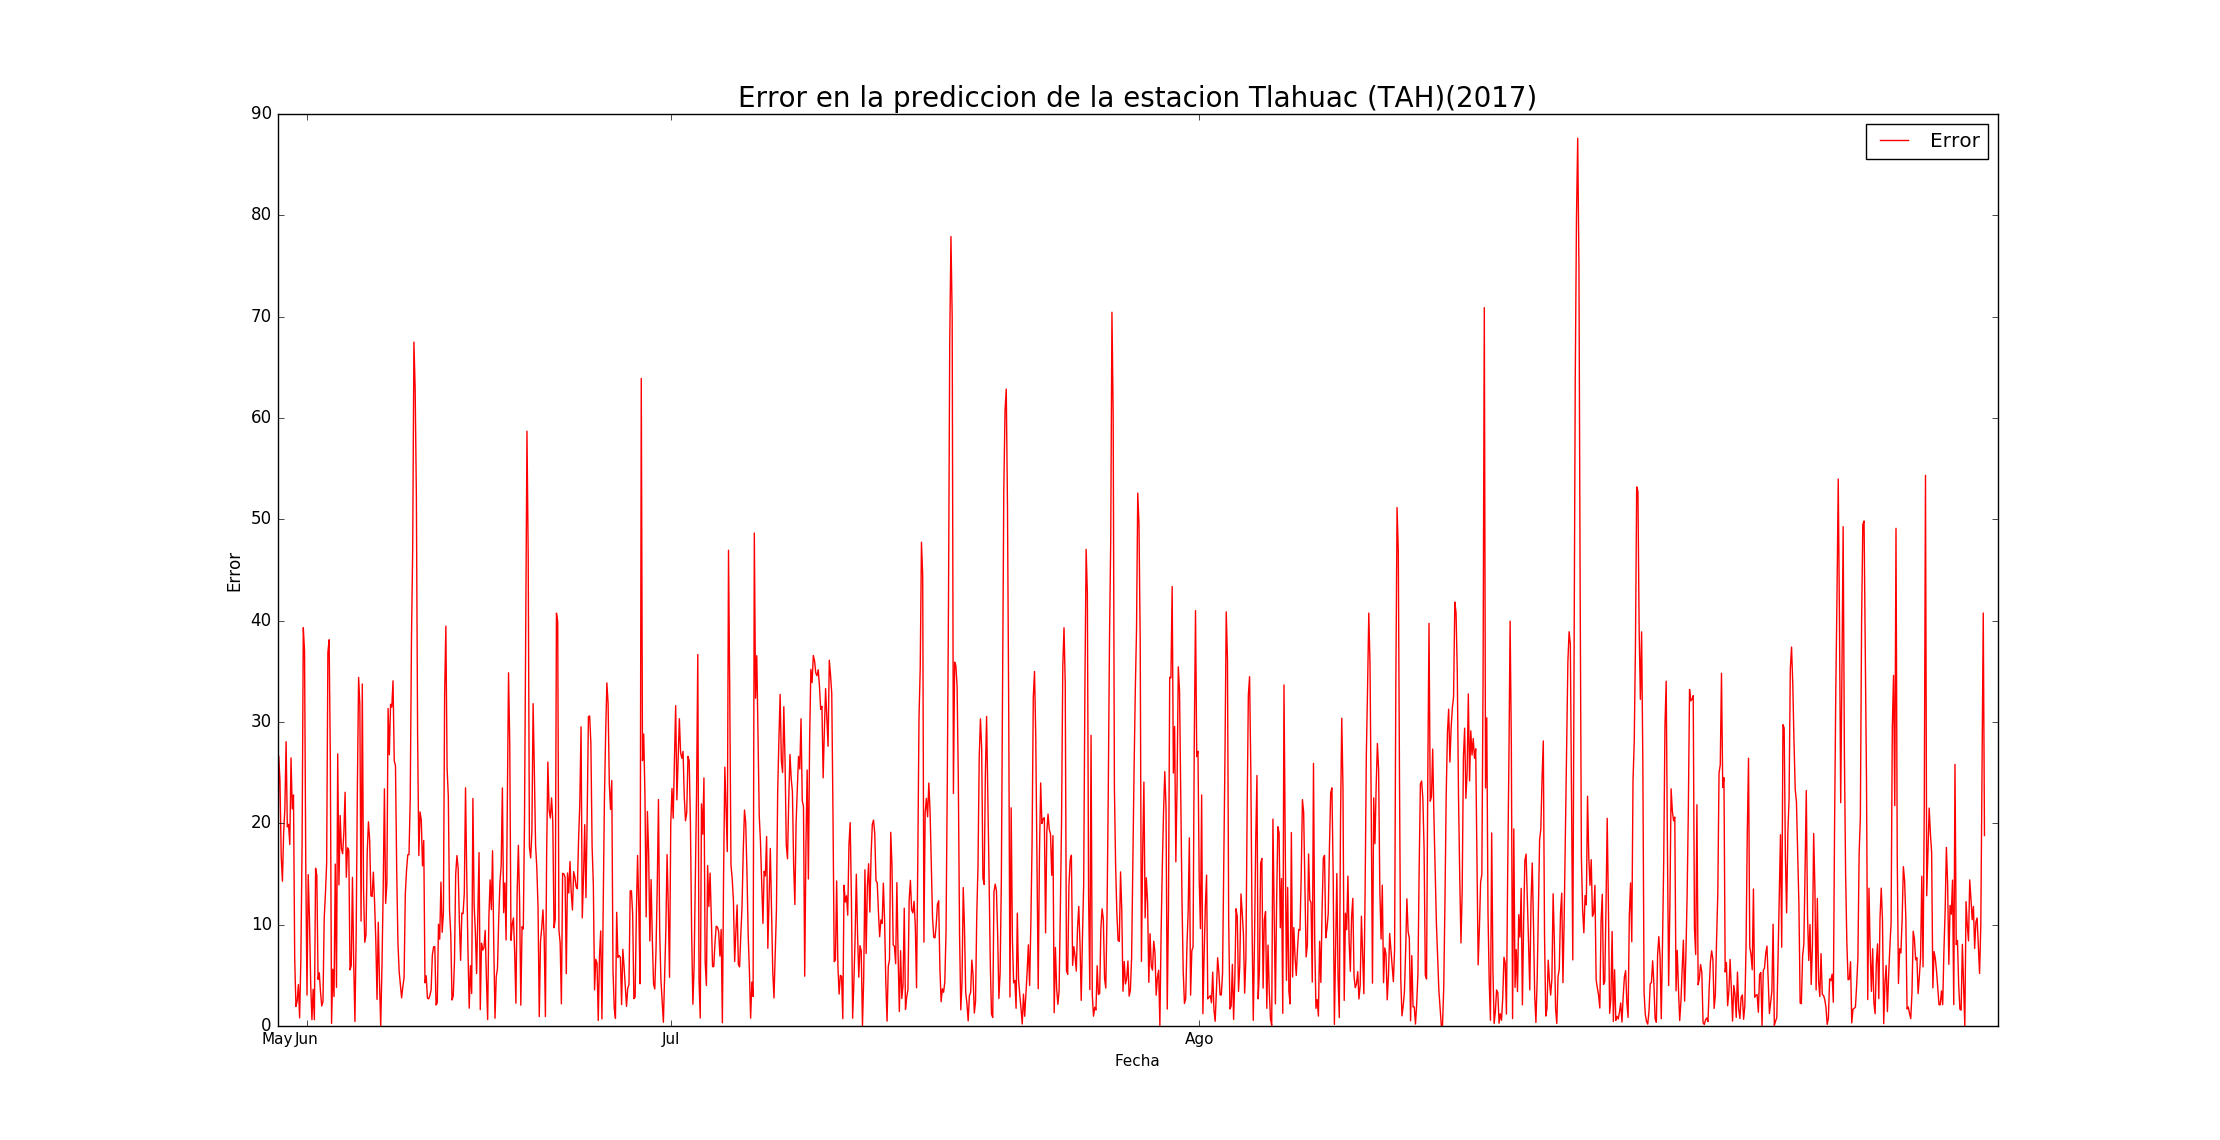 Error en la prediccion de la estacion Tlahuac (TAH)(2017)
Error
90
80
70
60
50
40
30
20
10
0
Error
May
Jun
Jul
Ago
Fecha